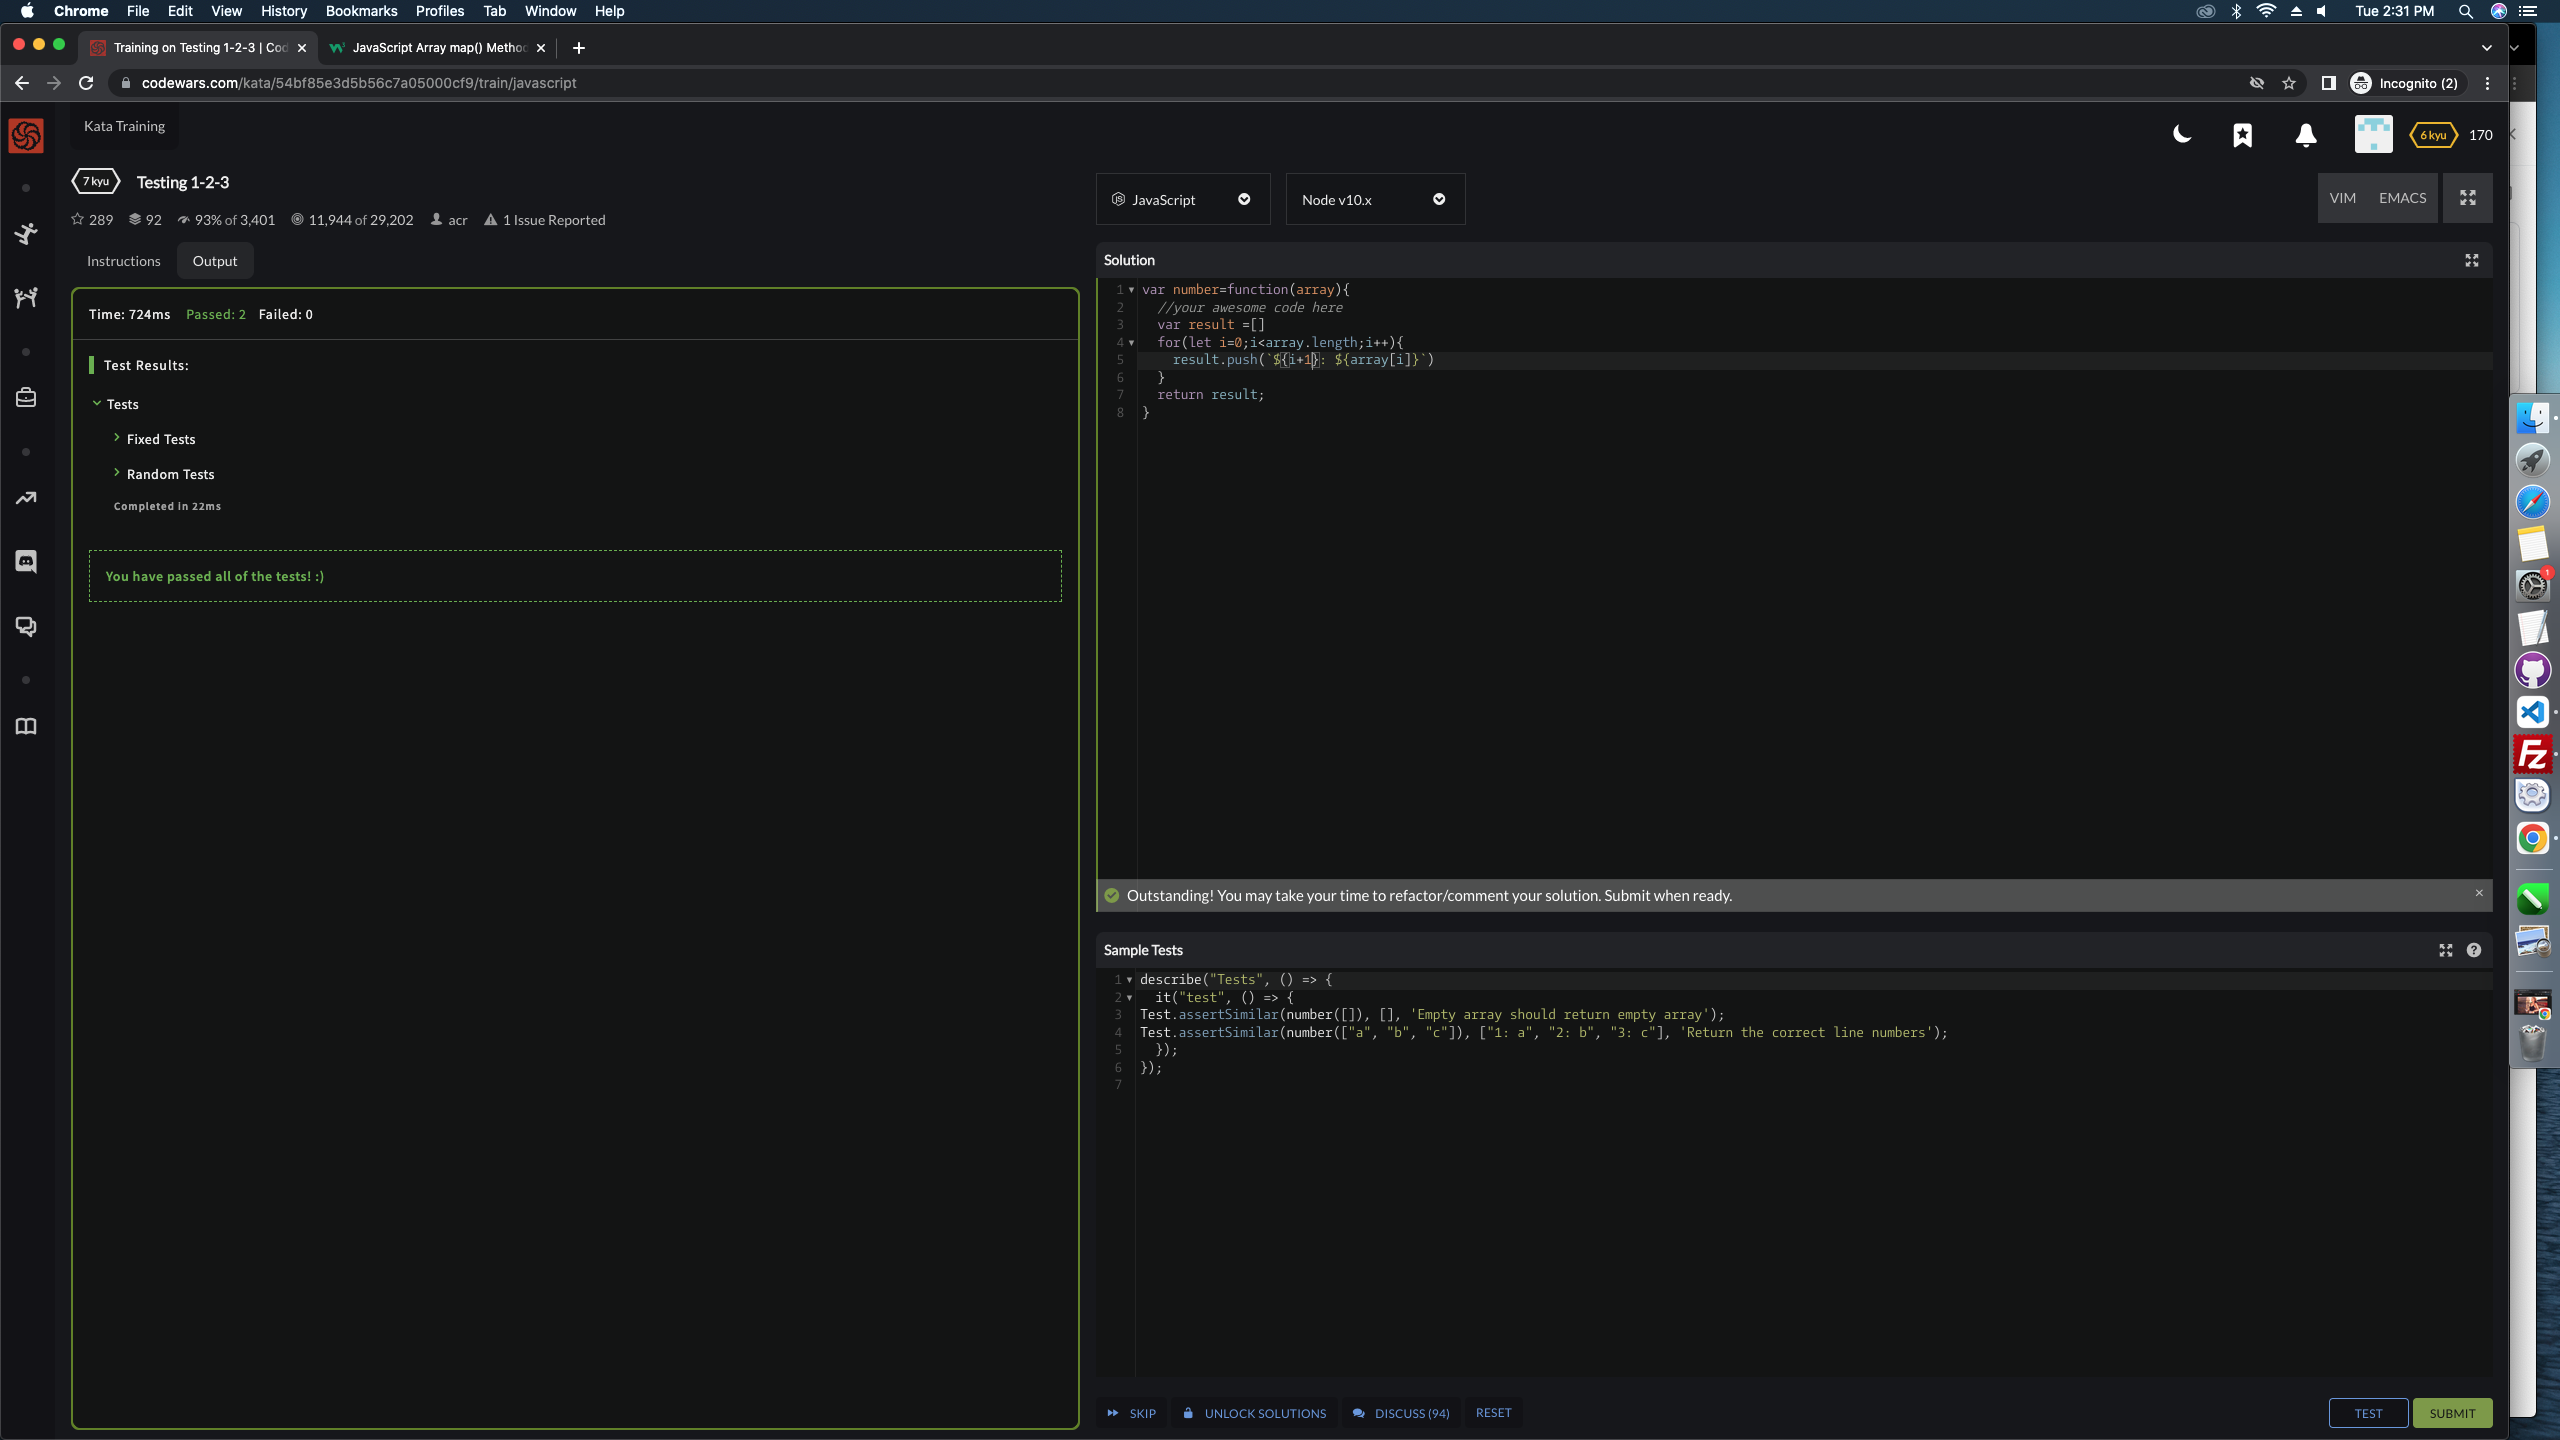 Chrome File Edit View History Bookmarks Profiles Tab Window Help
Tue 2:31 PM
Training on Testing 1-2-3 | Cod
JavaScript Array map() Metho
codewars.com/kata/54bf85e3d5b56c7a05000cf9/train/javascript
Incognito (2)
Kata Training
6 kyu 170
7 kyu Testing 1-2-3
289 92 93% of 3,401 11,944 of 29,202 acr 1 Issue Reported
JavaScript
Node v10.x
VIM EMACS
Instructions Output
Time: 724ms Passed: 2 Failed: 0
Test Results:
Tests
Fixed Tests
Random Tests
Completed in 22ms
You have passed all of the tests! :)
Solution
1 var number=function(array){
2 //your awesome code here
3 var result =[]
4 for(let i=0;i<array.length;i++){
5 result.push(`${i+1}: ${array[i]}`)
6 }
7 return result;
8 }
Outstanding! You may take your time to refactor/comment your solution. Submit when ready.
Sample Tests
1 describe("Tests", () => {
2 it("test", () => {
3 Test.assertSimilar(number([]), [], 'Empty array should return empty array');
4 Test.assertSimilar(number(["a", "b", "c"]), ["1: a", "2: b", "3: c"], 'Return the correct line numbers');
5 });
6 });
7
SKIP UNLOCK SOLUTIONS DISCUSS (94) RESET
TEST SUBMIT
1
Fz